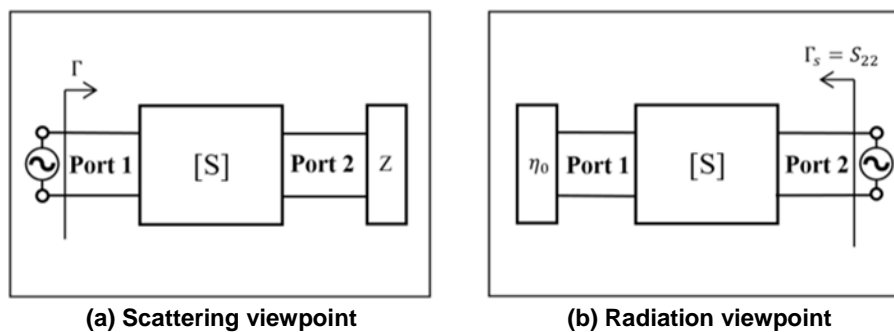 Γ
Port 1 [S] Port 2 Z
(a) Scattering viewpoint
Γₛ = S₂₂
η₀ Port 1 [S] Port 2
(b) Radiation viewpoint